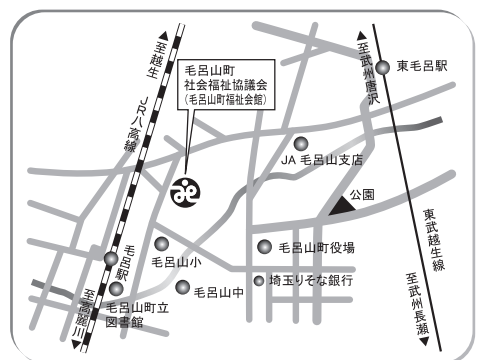 至越生
JR八高線
毛呂山町
社会福祉協議会
(毛呂山町福祉会館)
至武州唐沢
東毛呂駅
JA 毛呂山支店
公園
毛呂山町役場
埼玉りそな銀行
毛呂山小
毛呂山中
毛呂駅
毛呂山町立
図書館
至高麗川
東武越生線
至武州長瀬